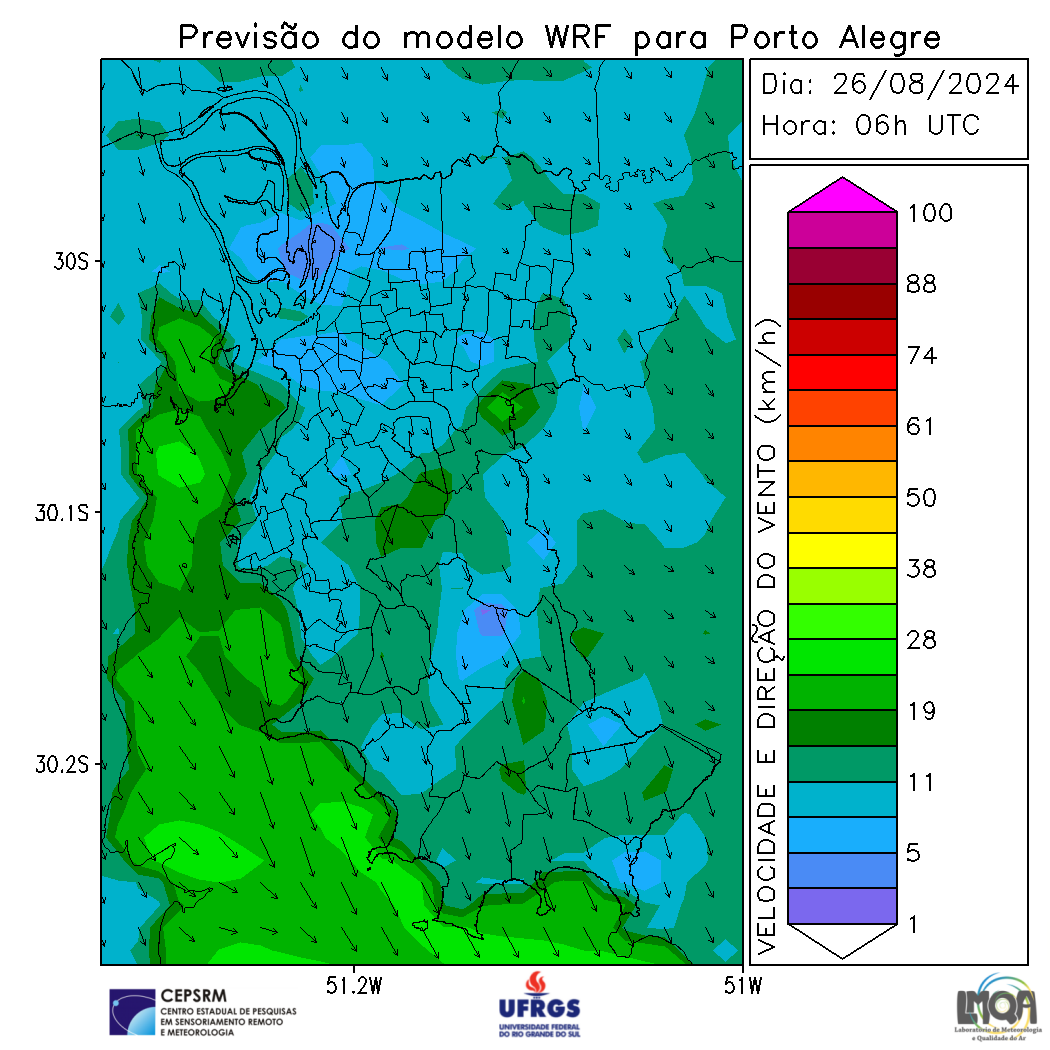 Previsão do modelo WRF para Porto Alegre
Dia: 26/08/2024
Hora: 06h UTC
30S
30.1S
30.2S
51.2W
51W
VELOCIDADE E DIREÇÃO DO VENTO (km/h)
100
88
74
61
50
38
28
19
11
5
1
CEPSRM
CENTRO ESTADUAL DE PESQUISAS
EM SENSORIAMENTO REMOTO
E METEOROLOGIA
UFRGS
UNIVERSIDADE FEDERAL
DO RIO GRANDE DO SUL
LMQA
Laboratório de Meteorologia
e Qualidade do Ar